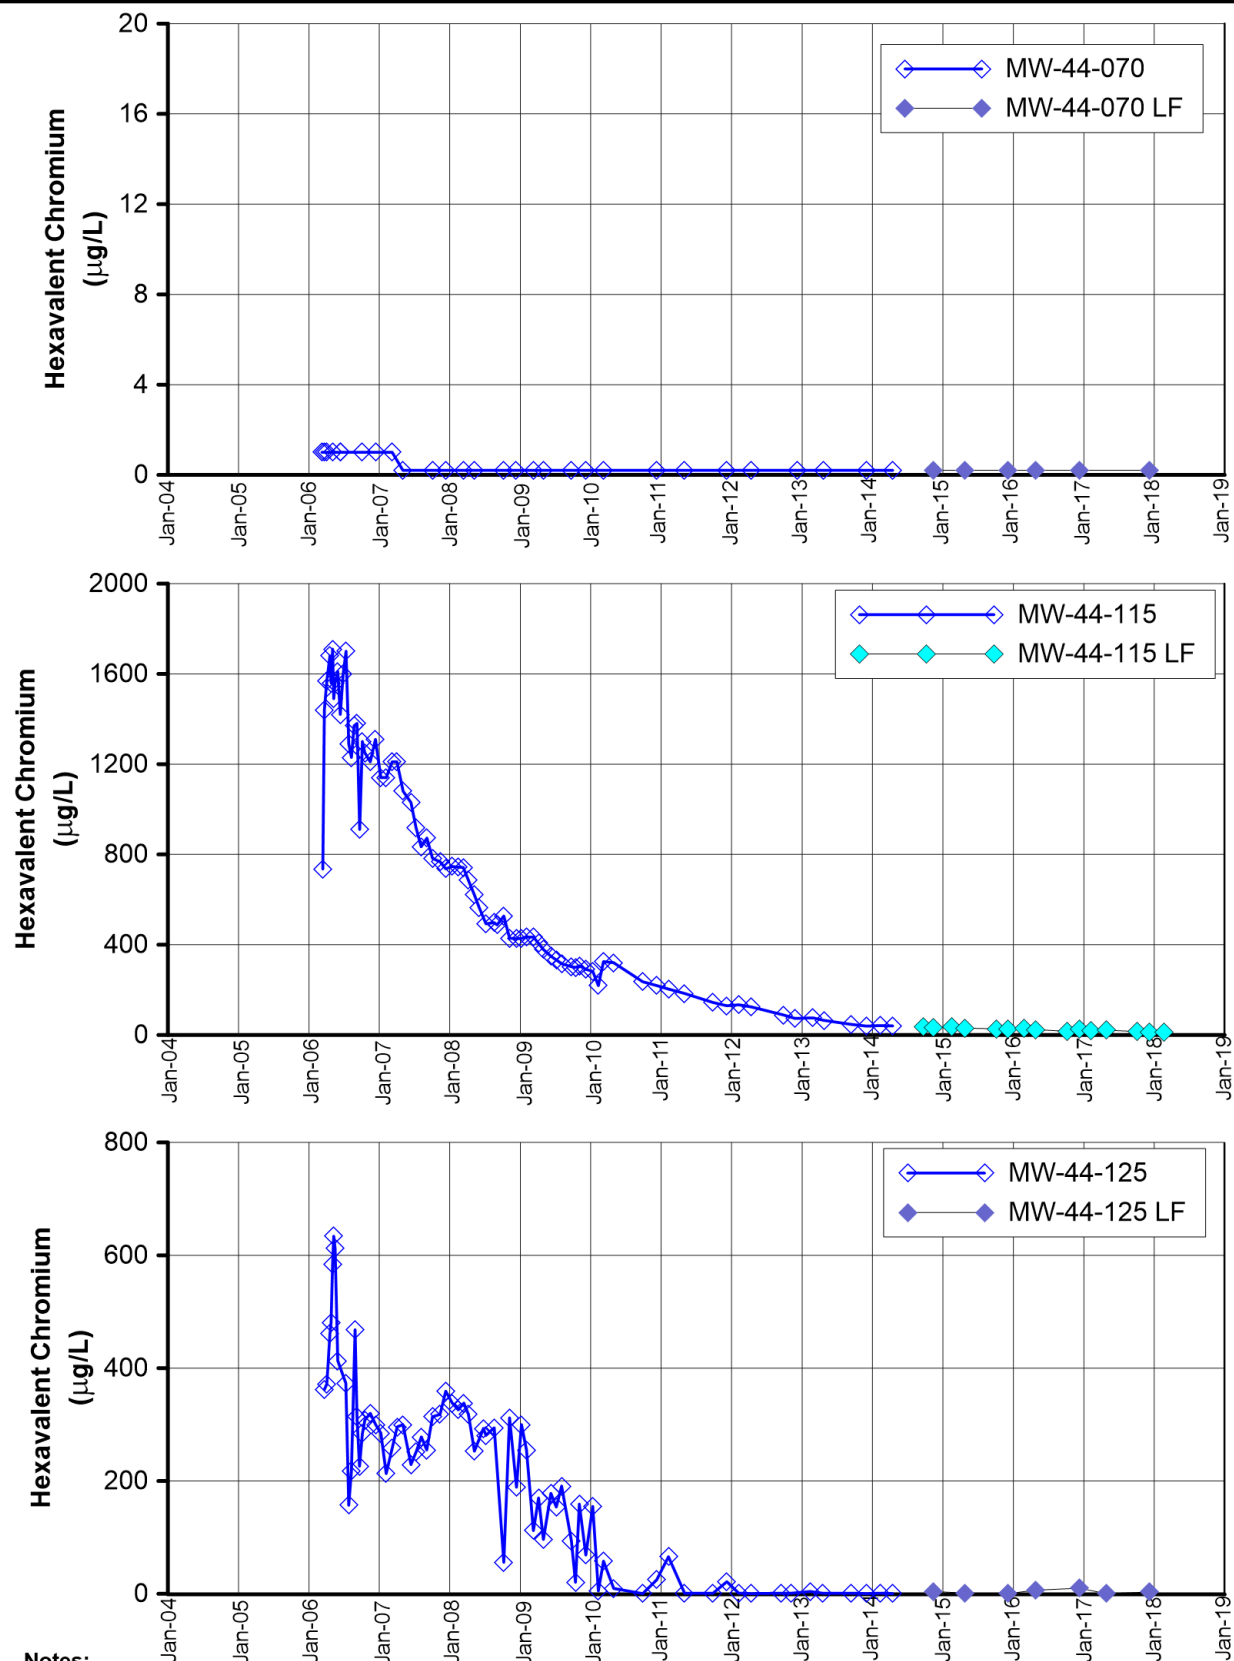 20
16
12
8
4
0
Hexavalent Chromium
(µg/L)
MW-44-070
MW-44-070 LF
Jan-04
Jan-05
Jan-06
Jan-07
Jan-08
Jan-09
Jan-10
Jan-11
Jan-12
Jan-13
Jan-14
Jan-15
Jan-16
Jan-17
Jan-18
Jan-19
2000
1600
1200
800
400
0
Hexavalent Chromium
(µg/L)
MW-44-115
MW-44-115 LF
Jan-04
Jan-05
Jan-06
Jan-07
Jan-08
Jan-09
Jan-10
Jan-11
Jan-12
Jan-13
Jan-14
Jan-15
Jan-16
Jan-17
Jan-18
Jan-19
800
600
400
200
0
Hexavalent Chromium
(µg/L)
MW-44-125
MW-44-125 LF
Jan-04
Jan-05
Jan-06
Jan-07
Jan-08
Jan-09
Jan-10
Jan-11
Jan-12
Jan-13
Jan-14
Jan-15
Jan-16
Jan-17
Jan-18
Jan-19
Notes: